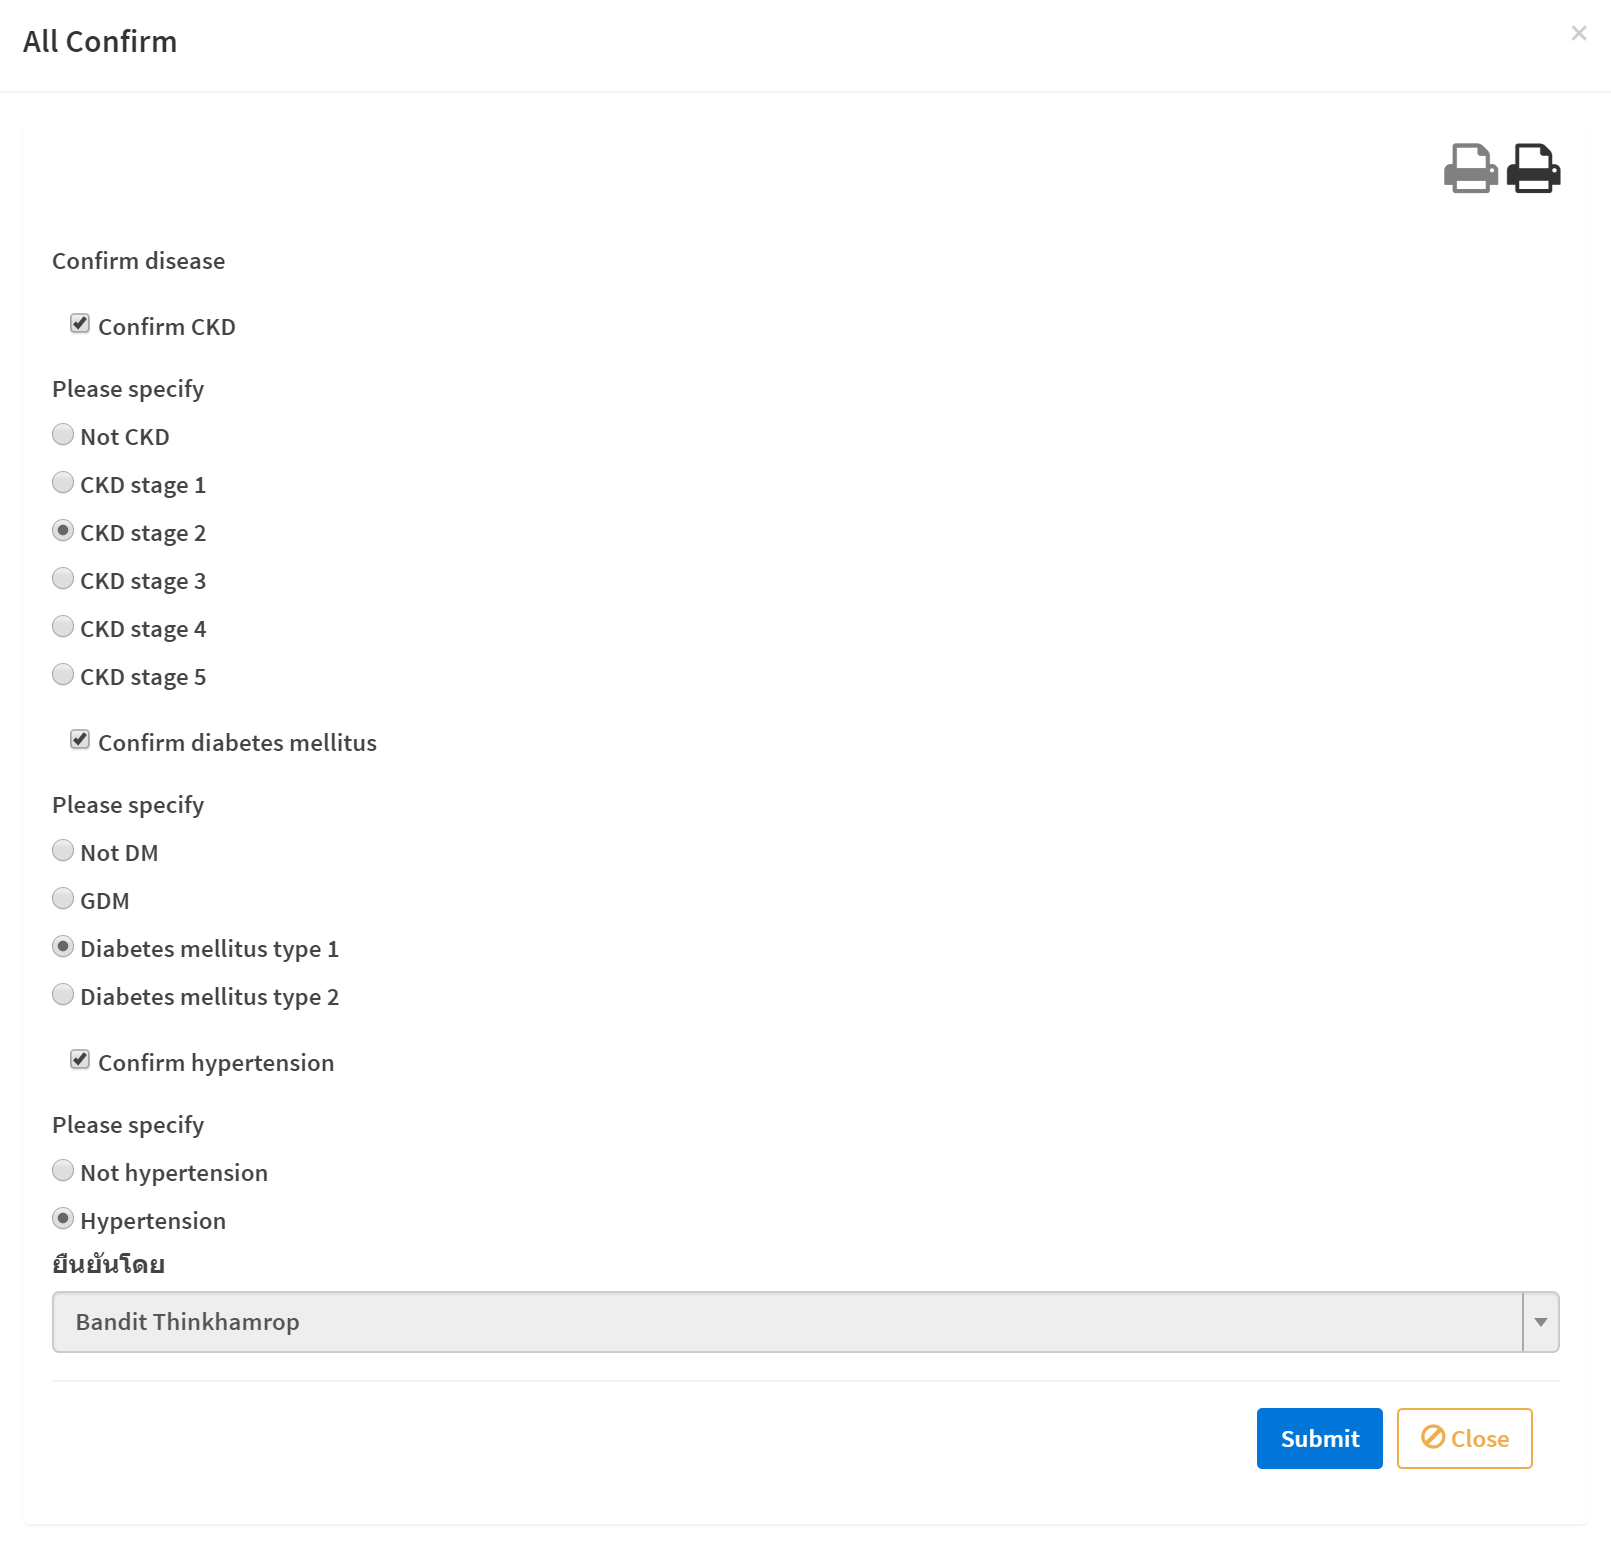 All Confirm
×
Confirm disease
Confirm CKD
Please specify
Not CKD
CKD stage 1
CKD stage 2
CKD stage 3
CKD stage 4
CKD stage 5
Confirm diabetes mellitus
Please specify
Not DM
GDM
Diabetes mellitus type 1
Diabetes mellitus type 2
Confirm hypertension
Please specify
Not hypertension
Hypertension
ยืนยันโดย
Bandit Thinkhamrop
Submit
Close